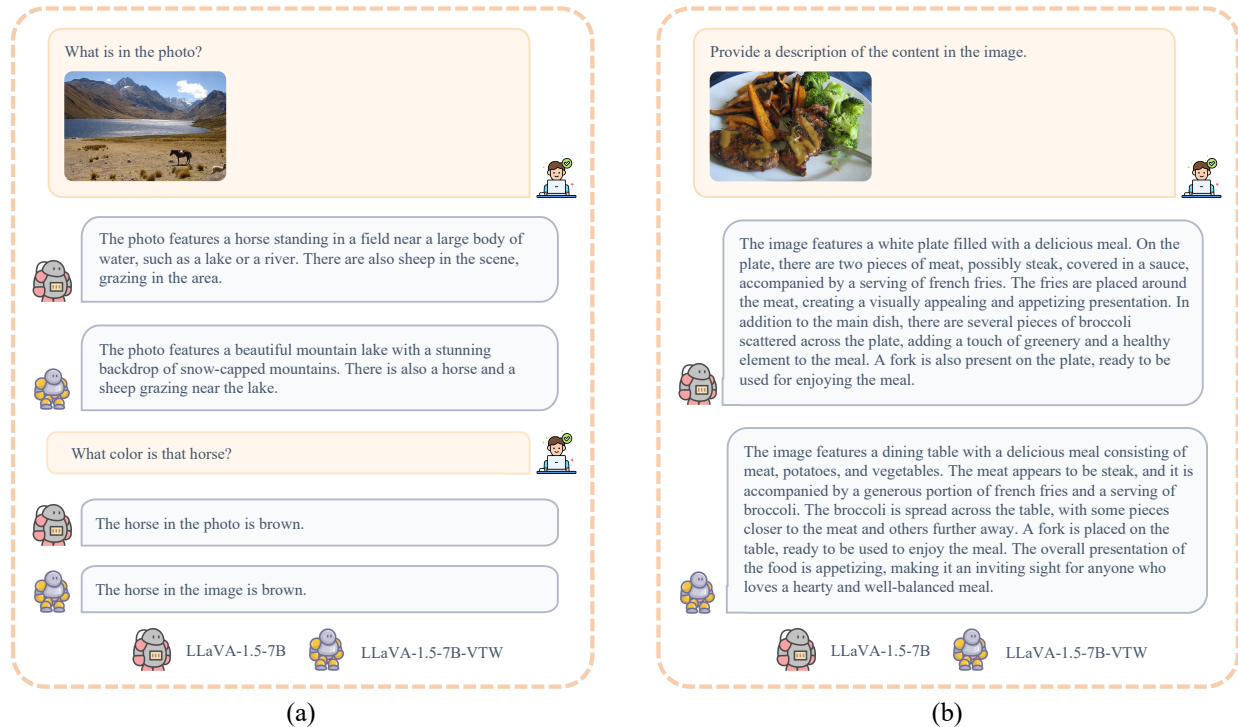 What is in the photo?
The photo features a horse standing in a field near a large body of
water, such as a lake or a river. There are also sheep in the scene,
grazing in the area.
The photo features a beautiful mountain lake with a stunning
backdrop of snow-capped mountains. There is also a horse and a
sheep grazing near the lake.
What color is that horse?
The horse in the photo is brown.
The horse in the image is brown.
LLaVA-1.5-7B
LLaVA-1.5-7B-VTW
(a)
Provide a description of the content in the image.
The image features a white plate filled with a delicious meal. On the
plate, there are two pieces of meat, possibly steak, covered in a sauce,
accompanied by a serving of french fries. The fries are placed around
the meat, creating a visually appealing and appetizing presentation. In
addition to the main dish, there are several pieces of broccoli
scattered across the plate, adding a touch of greenery and a healthy
element to the meal. A fork is also present on the plate, ready to be
used for enjoying the meal.
The image features a dining table with a delicious meal consisting of
meat, potatoes, and vegetables. The meat appears to be steak, and it is
accompanied by a generous portion of french fries and a serving of
broccoli. The broccoli is spread across the table, with some pieces
closer to the meat and others further away. A fork is placed on the
table, ready to be used to enjoy the meal. The overall presentation of
the food is appetizing, making it an inviting sight for anyone who
loves a hearty and well-balanced meal.
LLaVA-1.5-7B
LLaVA-1.5-7B-VTW
(b)